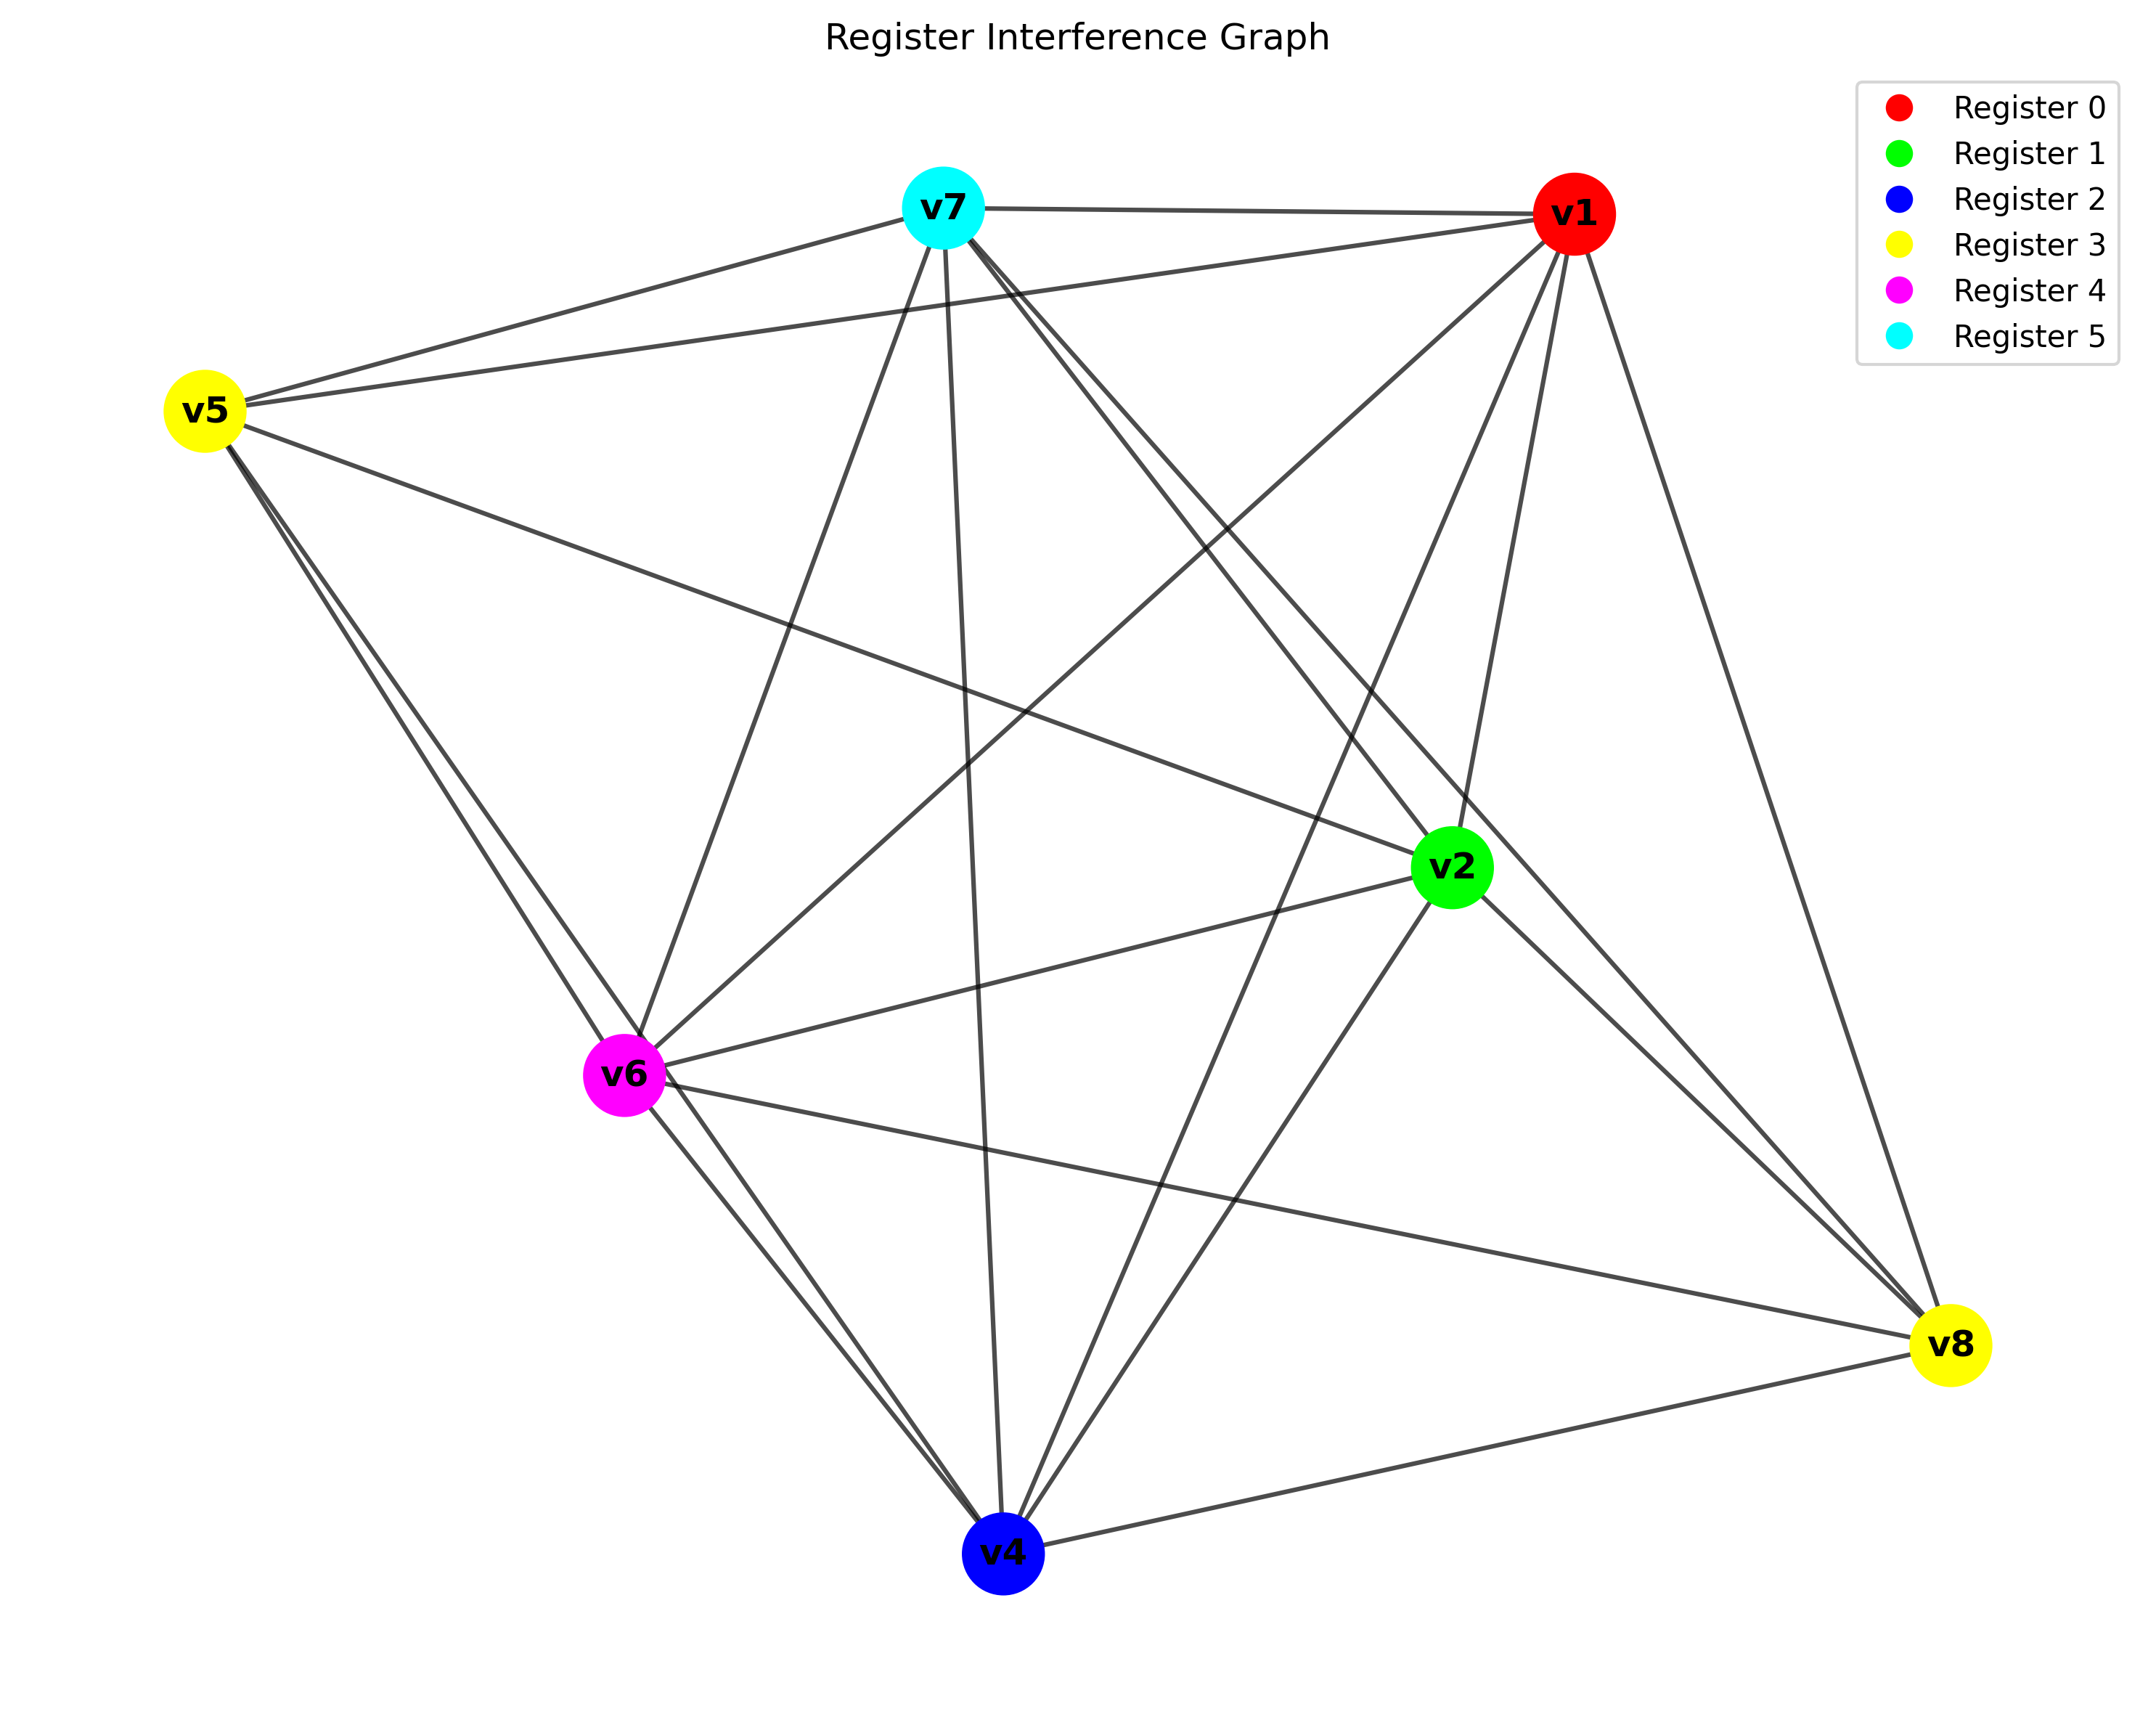 Register Interference Graph
Register 0
Register 1
Register 2
Register 3
Register 4
Register 5
v7
v1
v5
v2
v6
v8
v4